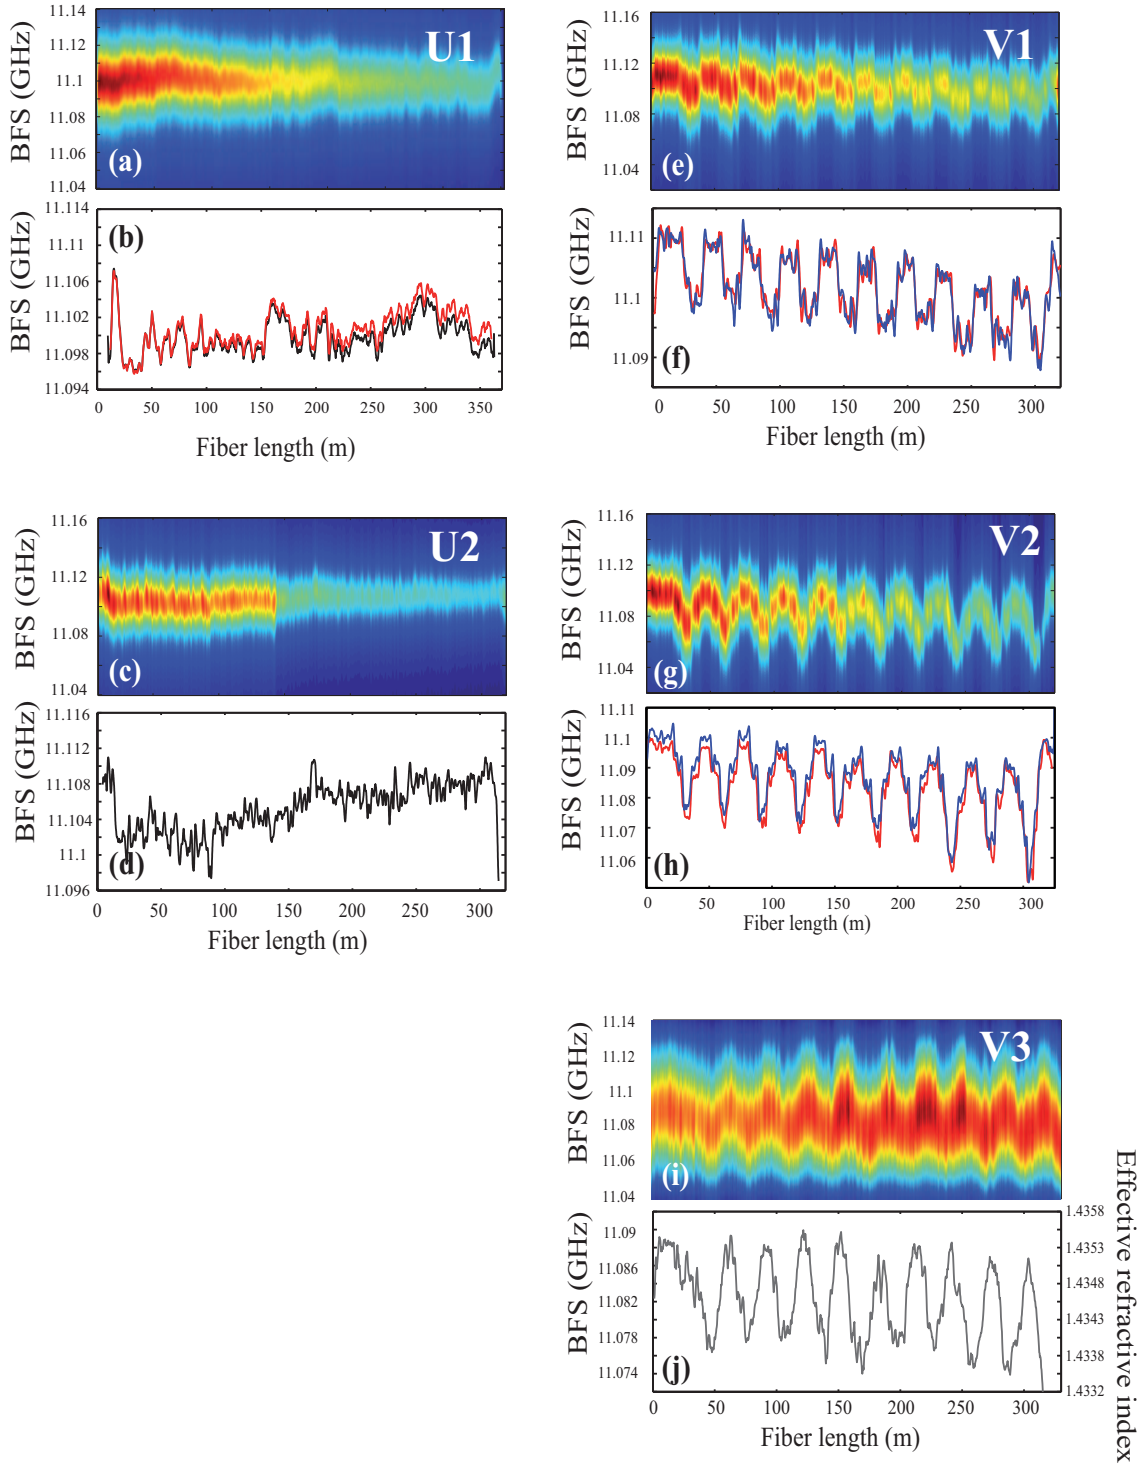 11.14
11.12
11.1
11.08
11.06
11.04
BFS (GHz)
U1
(a)
11.114
11.11
11.106
11.102
11.098
11.094
BFS (GHz)
(b)
0 50 100 150 200 250 300 350
Fiber length (m)
11.16
11.12
11.08
11.04
BFS (GHz)
V1
(e)
11.11
11.1
11.09
BFS (GHz)
(f)
0 50 100 150 200 250 300
Fiber length (m)
11.16
11.12
11.08
11.04
BFS (GHz)
U2
(c)
11.116
11.112
11.108
11.104
11.1
11.096
BFS (GHz)
(d)
0 50 100 150 200 250 300
Fiber length (m)
11.16
11.12
11.08
11.04
BFS (GHz)
V2
(g)
11.11
11.1
11.09
11.08
11.07
11.06
BFS (GHz)
(h)
0 50 100 150 200 250 300
Fiber length (m)
11.14
11.12
11.1
11.08
11.06
11.04
BFS (GHz)
V3
(i)
11.09
11.086
11.082
11.078
11.074
BFS (GHz)
(j)
1.4358
1.4353
1.4348
1.4343
1.4338
1.4332
Effective refractive index
0 50 100 150 200 250 300
Fiber length (m)